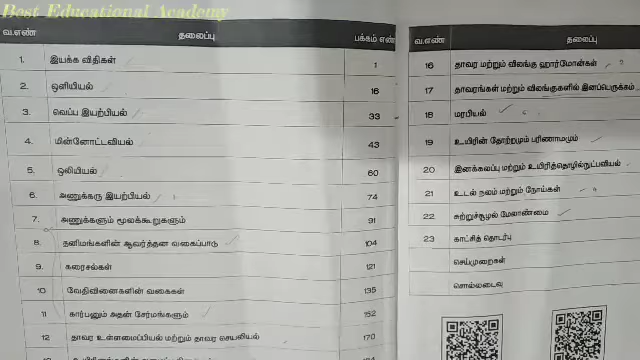 Best Educational Academy
வ.எண் தலைப்பு பக்கம் எண்
1. இயக்க விதிகள் 1
2. ஒளியியல் 16
3. வெப்ப இயற்பியல் 33
4. மின்னோட்டவியல் 43
5. ஒலியியல் 60
6. அணுக்கரு இயற்பியல் 74
7. அணுக்களும் மூலக்கூறுகளும் 91
8. தனிமங்களின் ஆவர்த்தன வகைப்பாடு 104
9. கரைசல்கள் 121
10 வேதிவினைகளின் வகைகள் 135
11 கார்பனும் அதன் சேர்மங்களும் 152
12 தாவர உள்ளமைப்பியல் மற்றும் தாவர செயலியல் 170
வ.எண் தலைப்பு
16 தாவர மற்றும் விலங்கு ஹார்மோன்கள்
17 தாவரங்கள் மற்றும் விலங்குகளில் இனப்பெருக்கம்
18 மரபியல்
19 உயிரின் தோற்றமும் பரிணாமமும்
20 இனக்கலப்பு மற்றும் உயிரித்தொழில்நுட்பவியல்
21 உடல் நலம் மற்றும் நோய்கள்
22 சுற்றுச்சூழல் மேலாண்மை
23 காட்சித் தொடர்பு
செய்முறைகள்
சொல்லடைவு